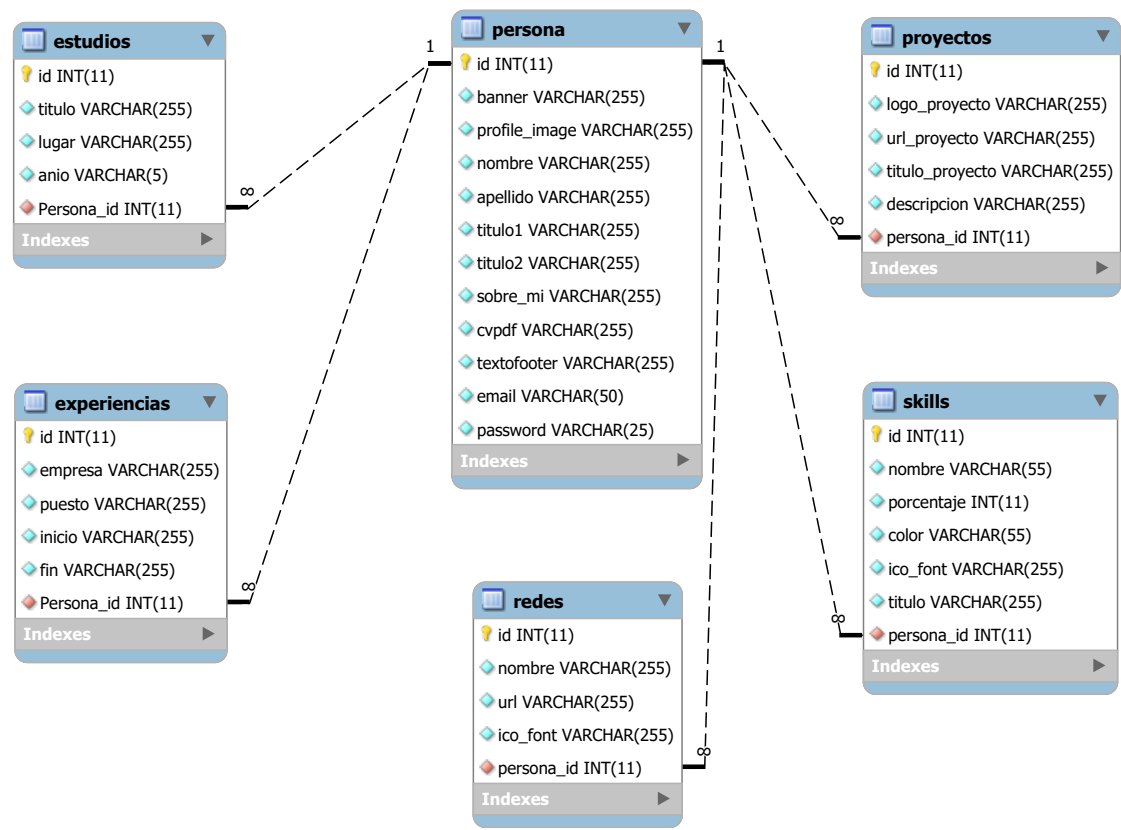 estudios
id INT(11)
titulo VARCHAR(255)
lugar VARCHAR(255)
anio VARCHAR(5)
Persona_id INT(11)
Indexes
persona
id INT(11)
banner VARCHAR(255)
profile_image VARCHAR(255)
nombre VARCHAR(255)
apellido VARCHAR(255)
titulo1 VARCHAR(255)
titulo2 VARCHAR(255)
sobre_mi VARCHAR(255)
cvpdf VARCHAR(255)
textofooter VARCHAR(255)
email VARCHAR(50)
password VARCHAR(25)
Indexes
proyectos
id INT(11)
logo_proyecto VARCHAR(255)
url_proyecto VARCHAR(255)
titulo_proyecto VARCHAR(255)
descripcion VARCHAR(255)
persona_id INT(11)
Indexes
experiencias
id INT(11)
empresa VARCHAR(255)
puesto VARCHAR(255)
inicio VARCHAR(255)
fin VARCHAR(255)
Persona_id INT(11)
Indexes
redes
id INT(11)
nombre VARCHAR(255)
url VARCHAR(255)
ico_font VARCHAR(255)
persona_id INT(11)
Indexes
skills
id INT(11)
nombre VARCHAR(55)
porcentaje INT(11)
color VARCHAR(55)
ico_font VARCHAR(255)
titulo VARCHAR(255)
persona_id INT(11)
Indexes
1
1
∞
∞
∞
∞
∞